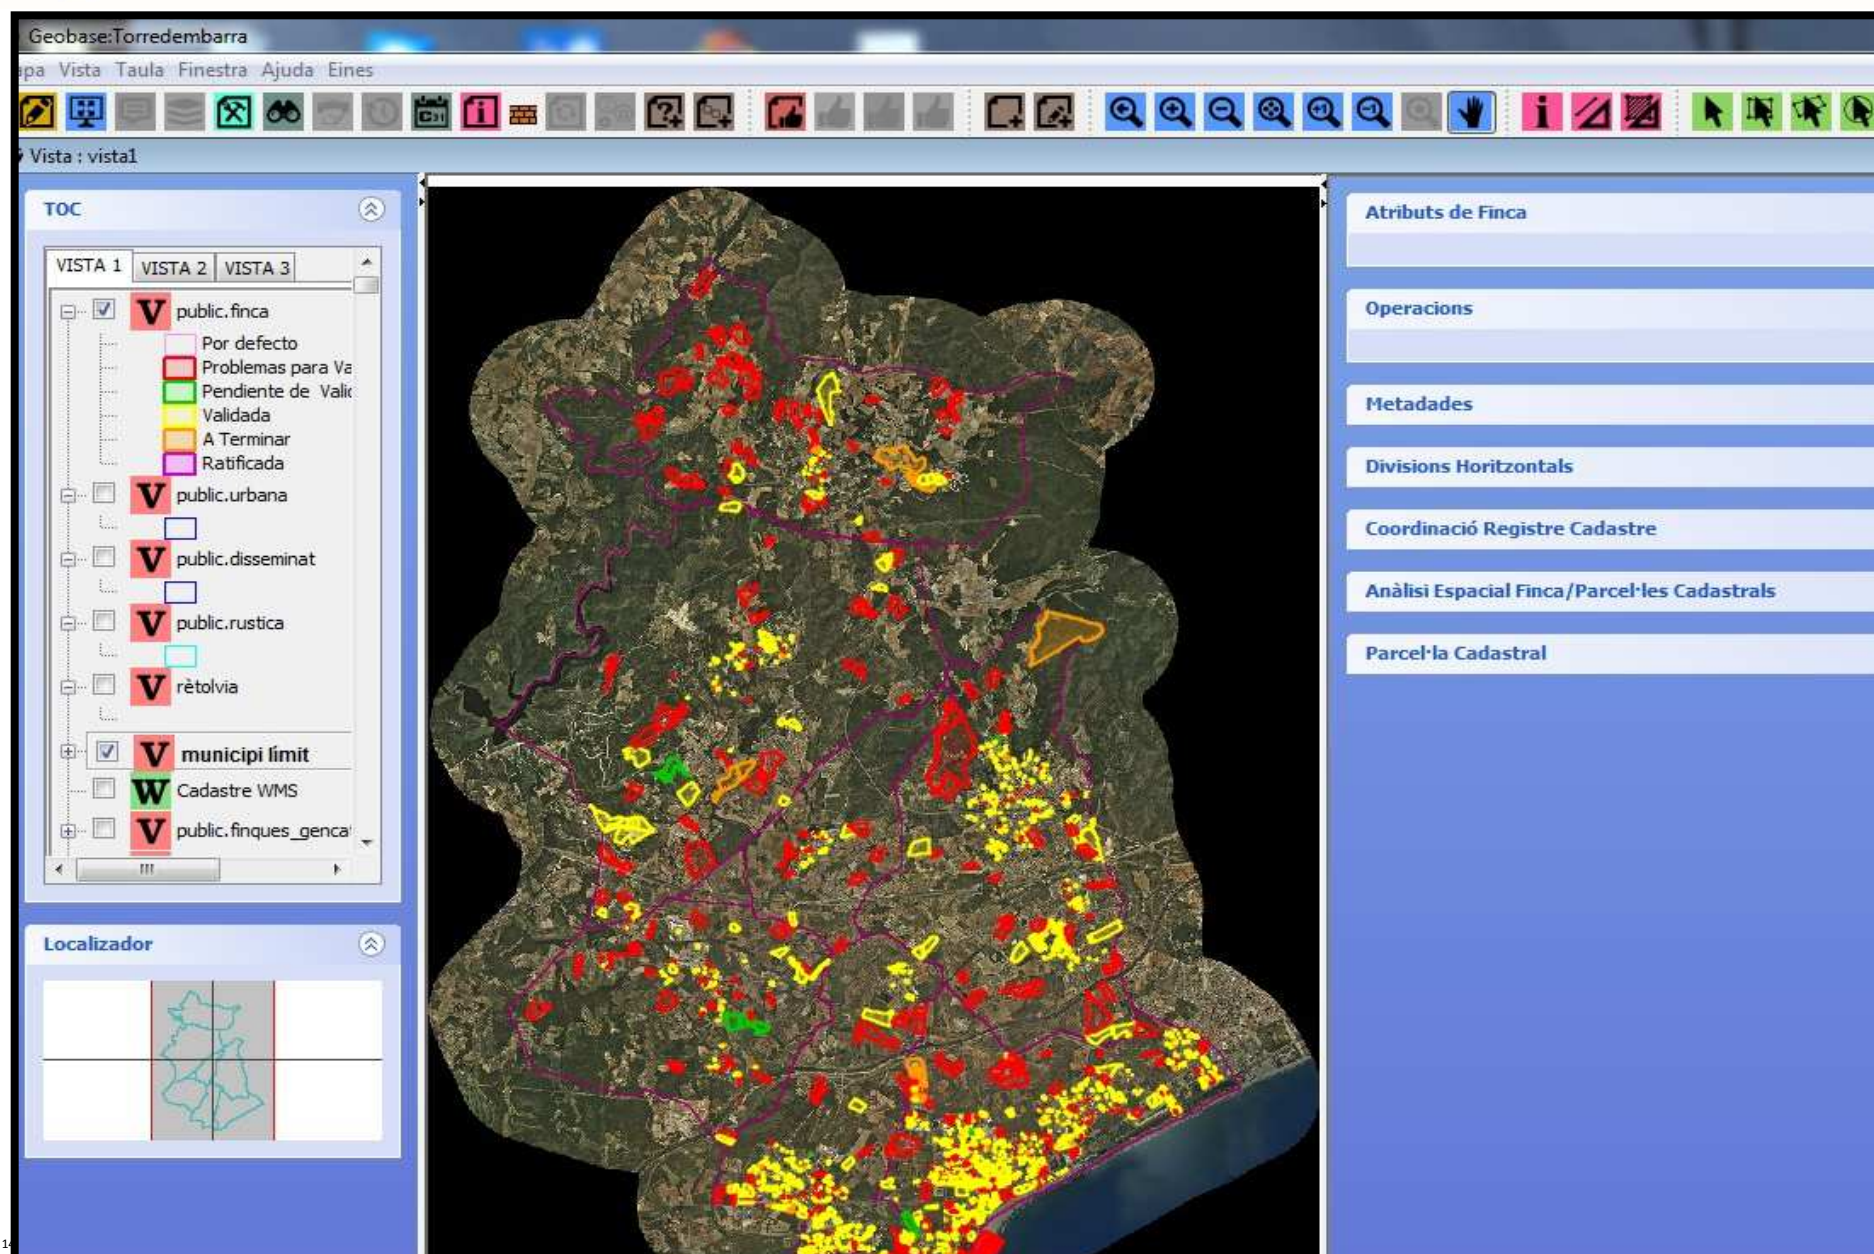 Geobase:Torredembarra
apa Vista Taula Finestra Ajuda Eines
Vista : vista1
TOC
VISTA 1 VISTA 2 VISTA 3
V public.finca
Por defecto
Problemas para Va
Pendiente de Valid
Validada
A Terminar
Ratificada
V public.urbana
V public.disseminat
V public.rustica
V rètolvia
V municipi límit
W Cadastre WMS
V public.finques_genca
Localizador
Atributs de Finca
Operacions
Metadades
Divisions Horitzontals
Coordinació Registre Cadastre
Anàlisi Espacial Finca/Parcel·les Cadastrals
Parcel·la Cadastral